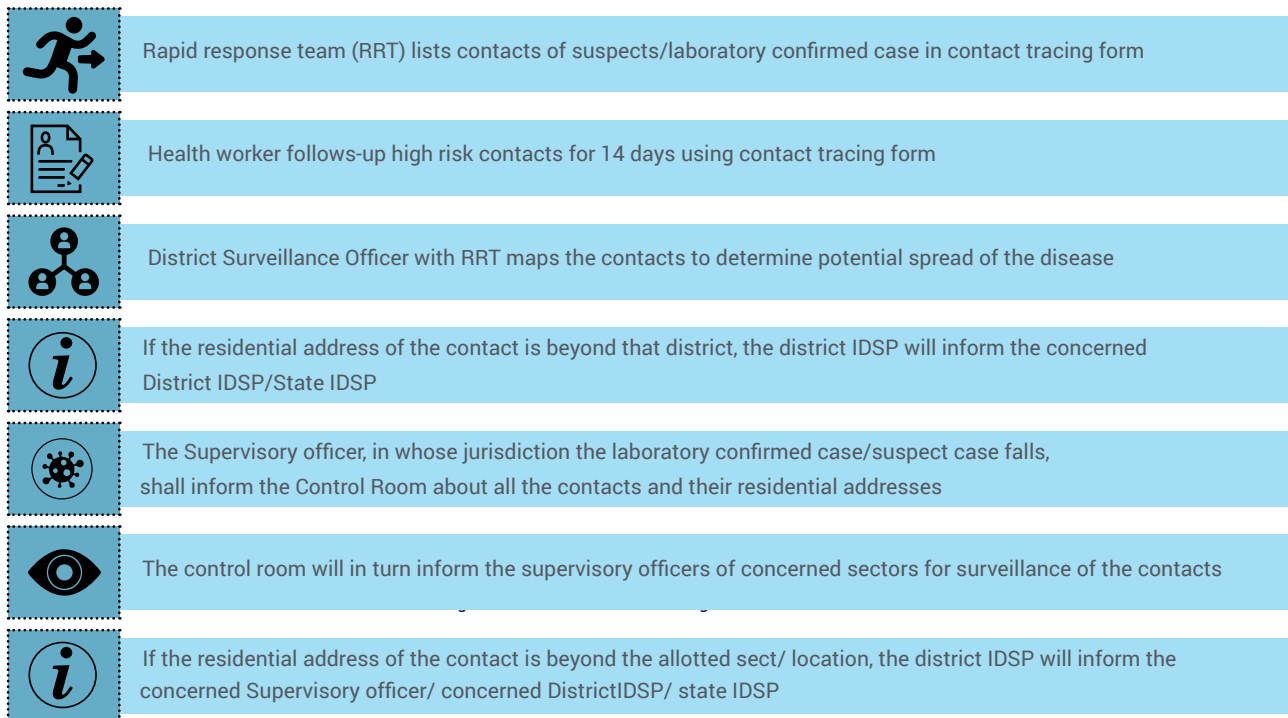 Rapid response team (RRT) lists contacts of suspects/laboratory confirmed case in contact tracing form
Health worker follows-up high risk contacts for 14 days using contact tracing form
District Surveillance Officer with RRT maps the contacts to determine potential spread of the disease
If the residential address of the contact is beyond that district, the district IDSP will inform the concerned
District IDSP/State IDSP
The Supervisory officer, in whose jurisdiction the laboratory confirmed case/suspect case falls,
shall inform the Control Room about all the contacts and their residential addresses
The control room will in turn inform the supervisory officers of concerned sectors for surveillance of the contacts
If the residential address of the contact is beyond the allotted sect/ location, the district IDSP will inform the
concerned Supervisory officer/ concerned DistrictIDSP/ state IDSP